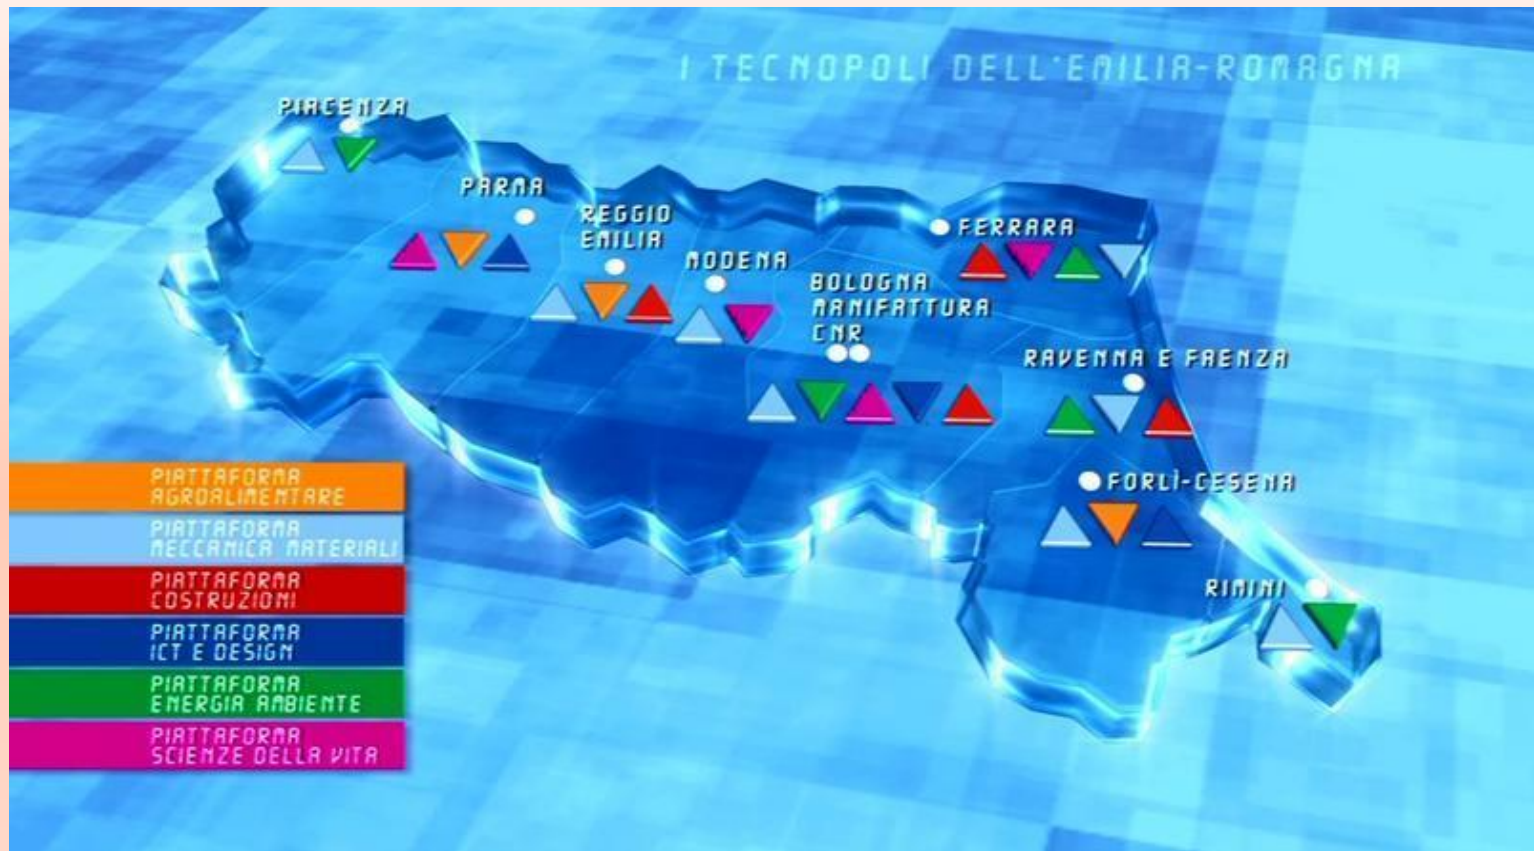 I TECNOPOLI DELL'EMILIA-ROMAGNA
PIACENZA
PARMA
REGGIO
EMILIA
MODENA
BOLOGNA
MANIFATTURA
CNR
FERRARA
RAVENNA E FAENZA
FORLÌ-CESENA
RIMINI
PIATTAFORMA
AGROALIMENTARE
PIATTAFORMA
MECCANICA MATERIALI
PIATTAFORMA
COSTRUZIONI
PIATTAFORMA
ICT E DESIGN
PIATTAFORMA
ENERGIA AMBIENTE
PIATTAFORMA
SCIENZE DELLA VITA